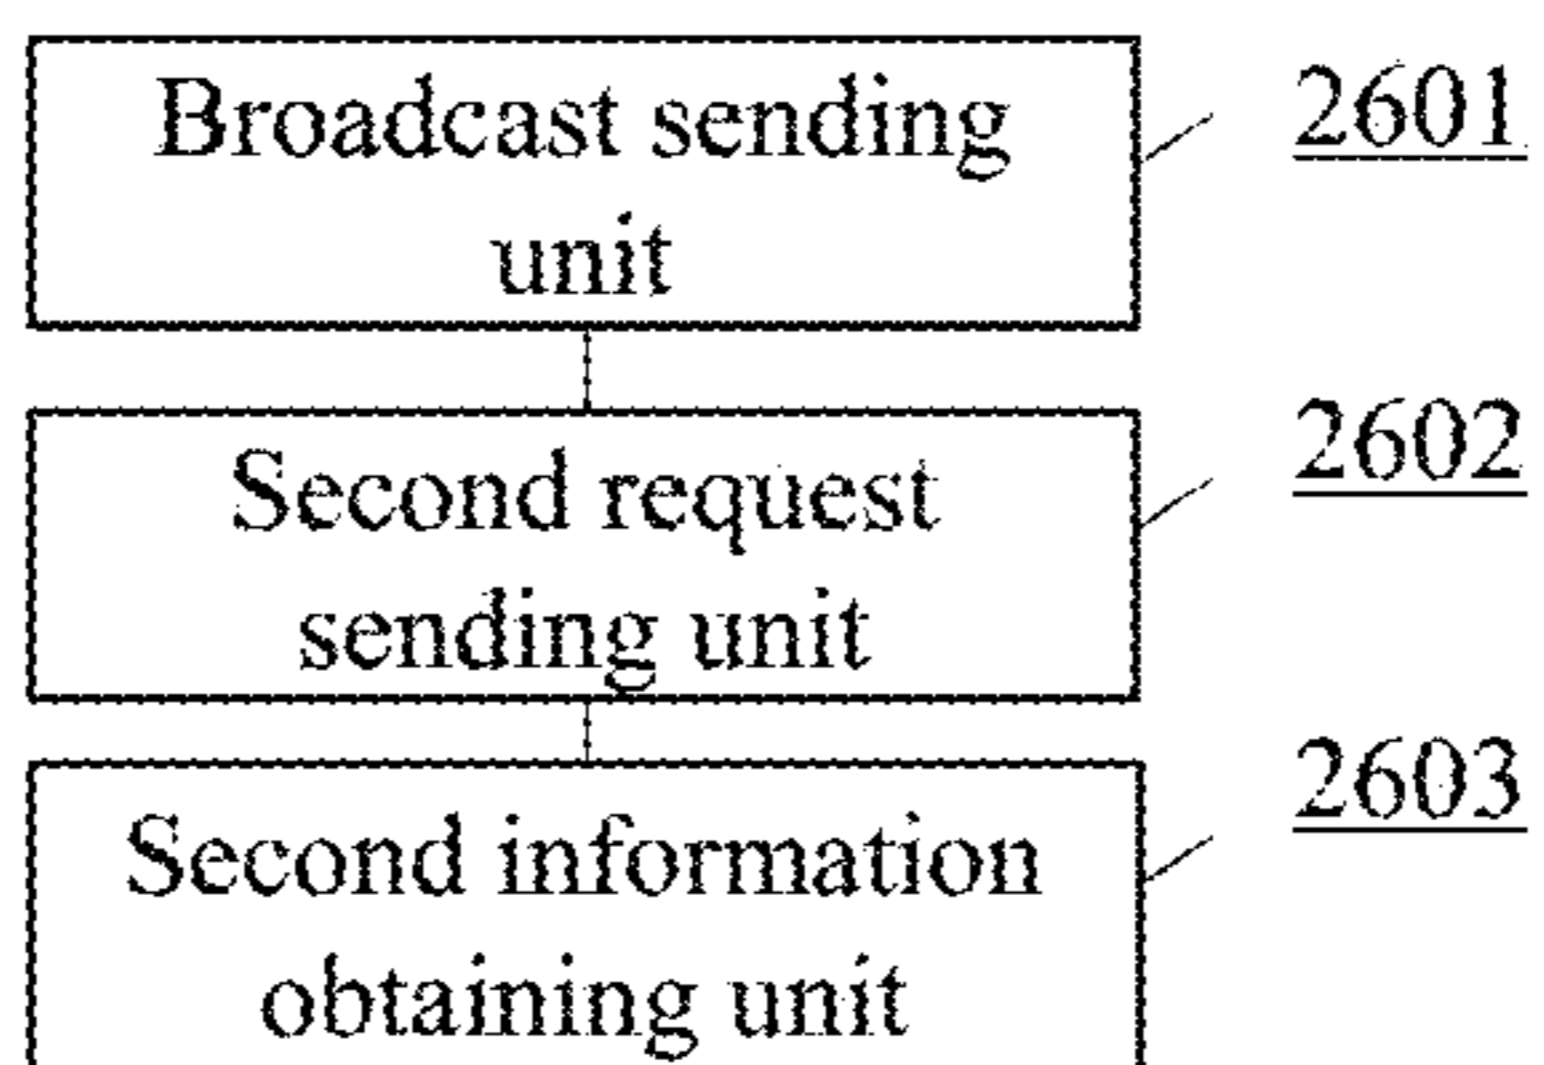 Broadcast sending
unit
2601
Second request
sending unit
2602
Second information
obtaining unit
2603